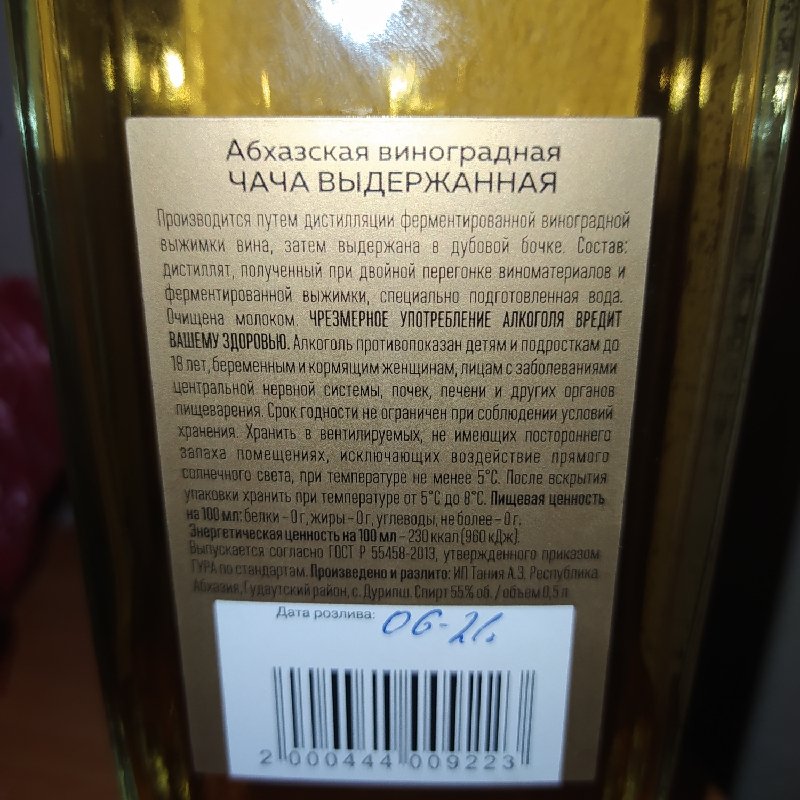 Абхазская виноградная
ЧАЧА ВЫДЕРЖАННАЯ
Производится путем дистилляции ферментированной виноградной
выжимки вина, затем выдержана в дубовой бочке. Состав:
дистиллят, полученный при двойной перегонке виноматериалов и
ферментированной выжимки, специально подготовленная вода.
Очищена молоком. ЧРЕЗМЕРНОЕ УПОТРЕБЛЕНИЕ АЛКОГОЛЯ ВРЕДИТ
ВАШЕМУ ЗДОРОВЬЮ. Алкоголь противопоказан детям и подросткам до
18 лет, беременным и кормящим женщинам, лицам с заболеваниями
центральной нервной системы, почек, печени и других органов
пищеварения. Срок годности не ограничен при соблюдении условий
хранения. Хранить в вентилируемых, не имеющих постороннего
запаха помещениях, исключающих воздействие прямого
солнечного света, при температуре не менее 5°С. После вскрытия
упаковки хранить при температуре от 5°С до 8°С. Пищевая ценность
на 100 мл: белки – 0 г, жиры – 0 г, углеводы, не более – 0 г.
Энергетическая ценность на 100 мл – 230 ккал (960 кДж).
Выпускается согласно ГОСТ Р 55458-2013, утвержденного приказом
ГУРА по стандартам. Произведено и разлито: ИП Тания А.З. Республика
Абхазия, Гудаутский район, с. Дурипш. Спирт 55% об. / объем 0,5 л
Дата розлива: 06-21.
2 000444 009223